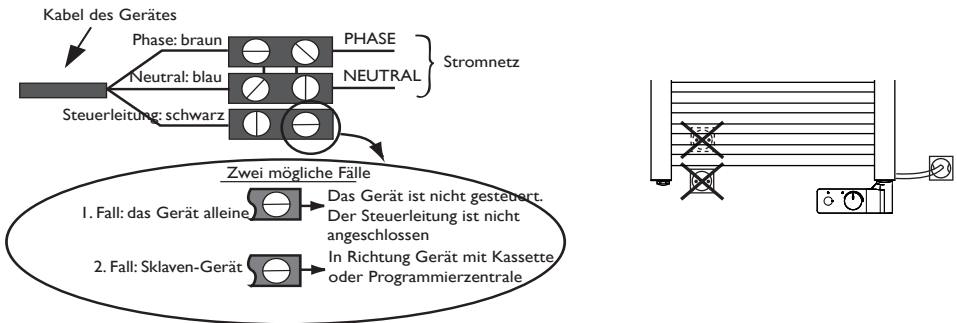 Kabel des Gerätes
Phase: braun
PHASE
Neutral: blau
NEUTRAL
Stromnetz
Steuerleitung: schwarz
Zwei mögliche Fälle
1. Fall: das Gerät alleine
Das Gerät ist nicht gesteuert.
Der Steuerleitung ist nicht
angeschlossen
2. Fall: Sklaven-Gerät
In Richtung Gerät mit Kassette
oder Programmierzentrale